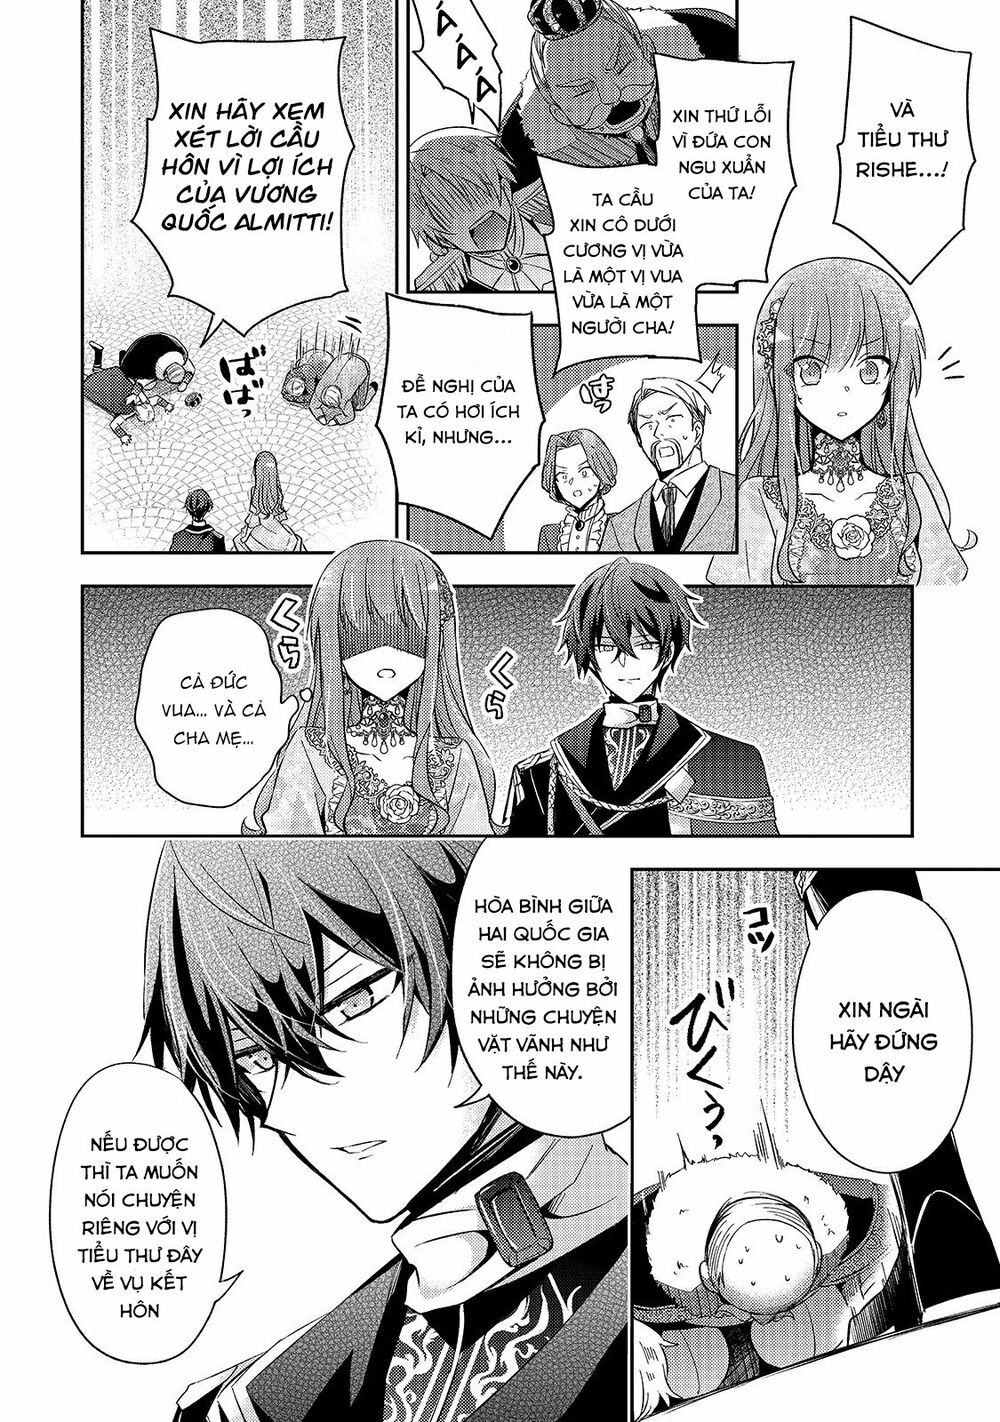 VÀ
TIỂU THƯ
RISHE...!
XIN THỨ LỖI
VÌ ĐỨA CON
NGU XUẨN
CỦA TA!
Á
Á
Á
TA CẦU
XIN CÔ DƯỚI
CƯƠNG VỊ VỪA
LÀ MỘT VỊ VUA
VỪA LÀ MỘT
NGƯỜI CHA!
ĐỀ NGHỊ CỦA
TA CÓ HƠI ÍCH
KỈ, NHƯNG...
ばっ
XIN HÃY XEM
XÉT LỜI CẦU
HÔN VÌ LỢI ÍCH
CỦA VƯƠNG
QUỐC ALMITTI!
ばばっ
くら
くら
CẢ ĐỨC
VUA... VÀ CẢ
CHA MẸ...
XIN NGÀI
HÃY ĐỨNG
DẬY
コッ
びくぅ,
HÒA BÌNH GIỮA
HAI QUỐC GIA
SẼ KHÔNG BỊ
ẢNH HƯỞNG BỞI
NHỮNG CHUYỆN
VẶT VÃNH NHƯ
THẾ NÀY.
NẾU ĐƯỢC
THÌ TA MUỐN
NÓI CHUYỆN
RIÊNG VỚI VỊ
TIỂU THƯ ĐÂY
VỀ VỤ KẾT
HÔN